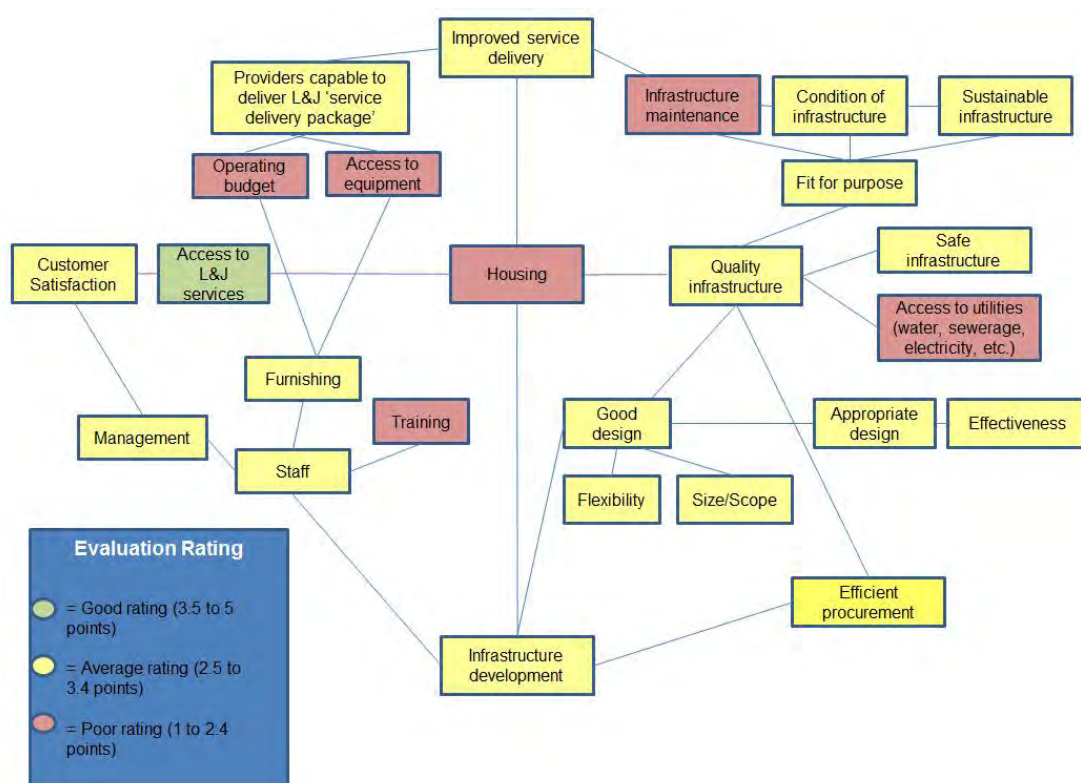 Improved service
delivery
Providers capable to
deliver L&J ‘service
delivery package’
Infrastructure
maintenance
Condition of
infrastructure
Sustainable
infrastructure
Operating
budget
Access to
equipment
Fit for purpose
Customer
Satisfaction
Access to
L&J
services
Housing
Quality
infrastructure
Safe
infrastructure
Access to utilities
(water, sewerage,
electricity, etc.)
Furnishing
Management
Training
Staff
Good
design
Appropriate
design
Effectiveness
Flexibility
Size/Scope
Efficient
procurement
Infrastructure
development
Evaluation Rating
= Good rating (3.5 to 5
points)
= Average rating (2.5 to
3.4 points)
= Poor rating (1 to 2.4
points)